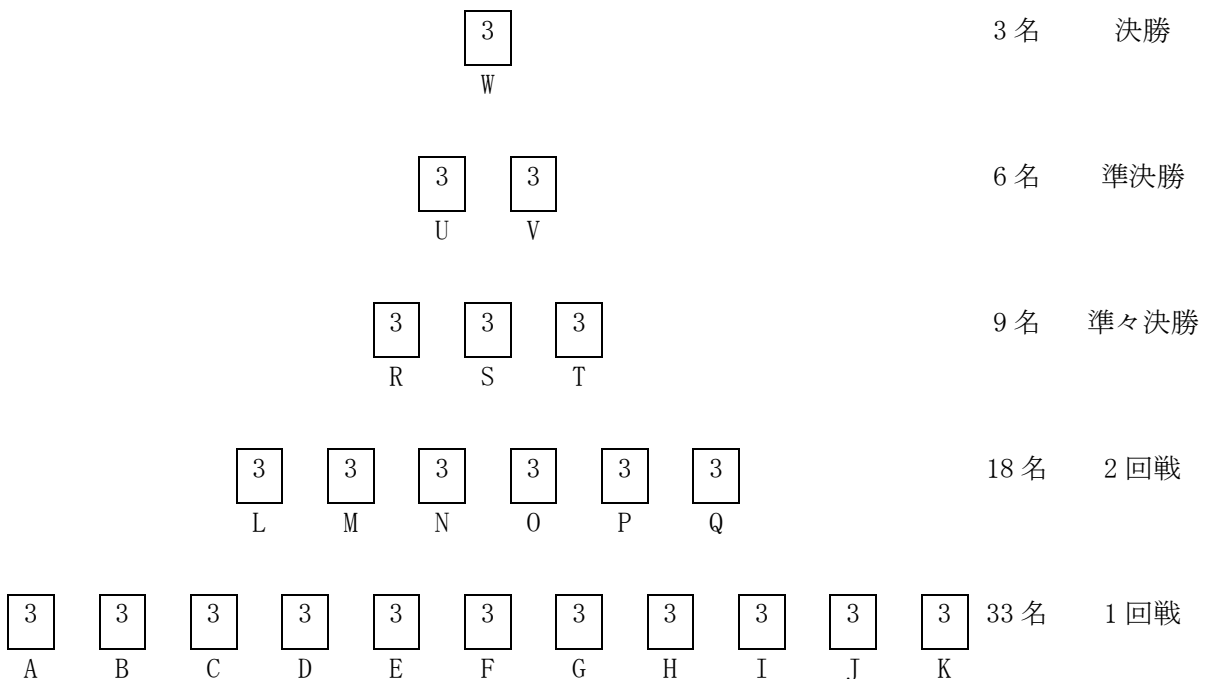 3 3名 決勝
W
3 3 6名 準決勝
U V
3 3 3 9名 準々決勝
R S T
3 3 3 3 3 3 18名 2回戦
L M N O P Q
3 3 3 3 3 3 3 3 3 3 3 33名 1回戦
A B C D E F G H I J K